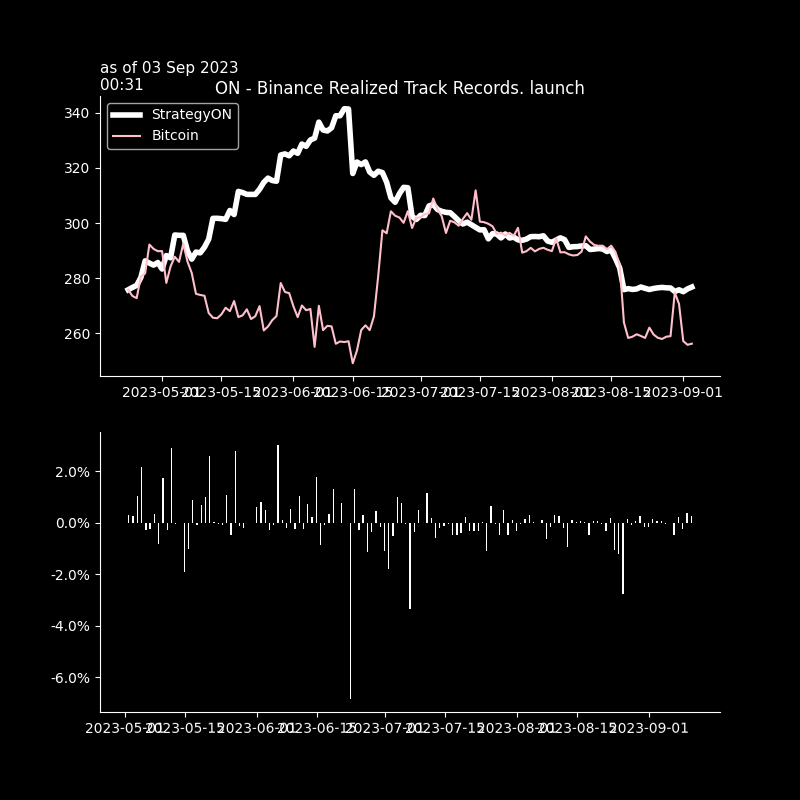 as of 03 Sep 2023
00:31
ON - Binance Realized Track Records. launch
StrategyON
Bitcoin
340
320
300
280
260
2023-05-01 2023-05-15 2023-06-01 2023-06-15 2023-07-01 2023-07-15 2023-08-01 2023-08-15 2023-09-01
2.0%
0.0%
-2.0%
-4.0%
-6.0%
2023-05-01 2023-05-15 2023-06-01 2023-06-15 2023-07-01 2023-07-15 2023-08-01 2023-08-15 2023-09-01